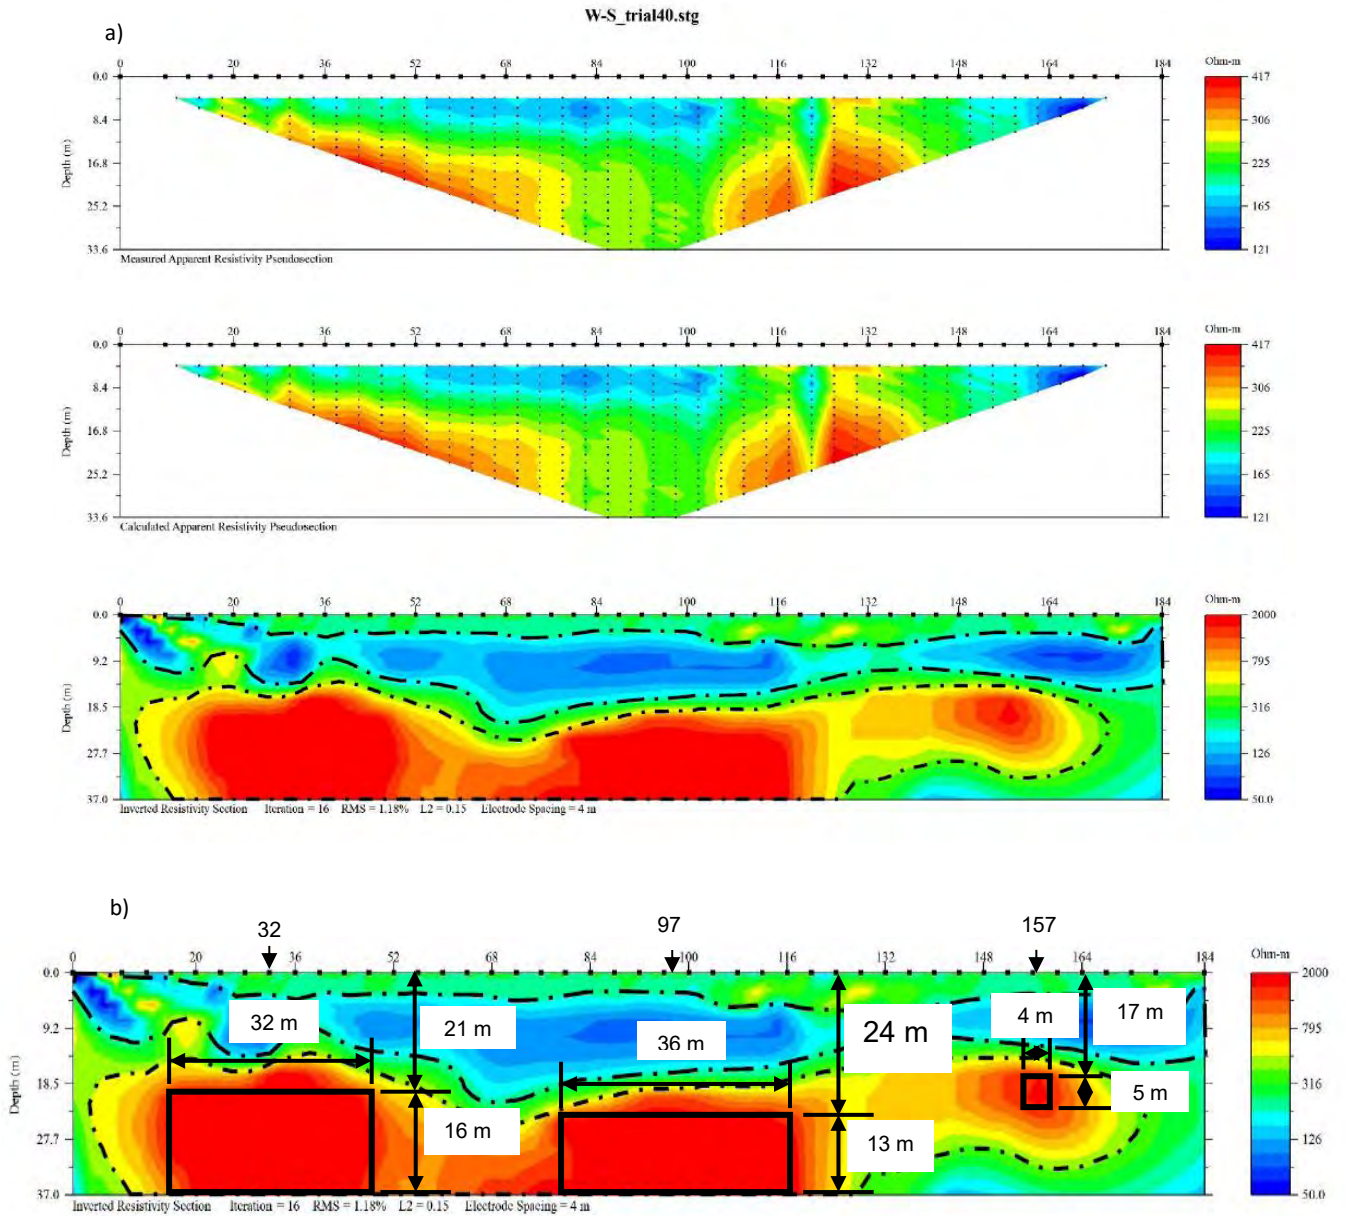 W-S_trial40.stg
a)
0 20 36 52 68 84 100 116 132 148 164 184
Ohm-m
0.0
8.4
16.8
25.2
33.6
Depth (m)
417
306
225
165
121
Measured Apparent Resistivity Pseudosection
0 20 36 52 68 84 100 116 132 148 164 184
Ohm-m
0.0
8.4
16.8
25.2
33.6
Depth (m)
417
306
225
165
121
Calculated Apparent Resistivity Pseudosection
0 20 36 52 68 84 100 116 132 148 164 184
Ohm-m
0.0
9.2
18.5
27.7
37.0
Depth (m)
2000
795
316
126
50.0
Inverted Resistivity Section Iteration = 16 RMS = 1.18% L2 = 0.15 Electrode Spacing = 4 m
b)
32 97 157
0 20 36 52 68 84 100 116 132 148 164 184
Ohm-m
0.0
9.2
18.5
27.7
37.0
Depth (m)
32 m
21 m
36 m
24 m
4 m
17 m
16 m
13 m
5 m
2000
795
316
126
50.0
Inverted Resistivity Section Iteration = 16 RMS = 1.18% L2 = 0.15 Electrode Spacing = 4 m